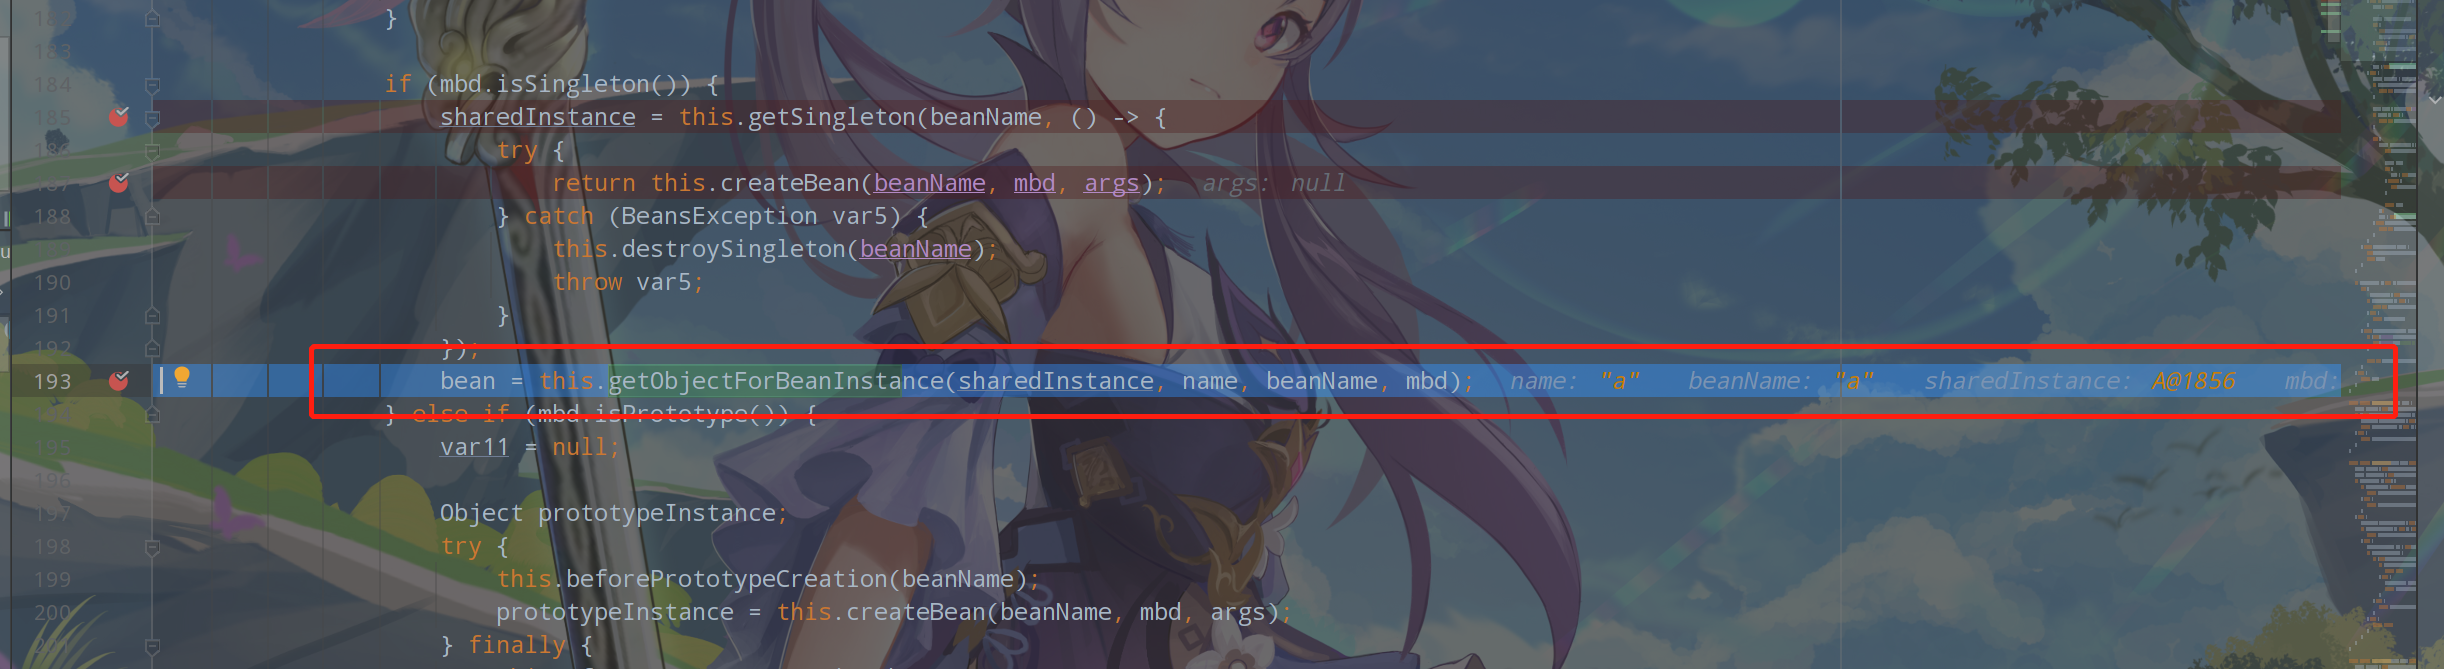 }
183
184 if (mbd.isSingleton()) {
185 sharedInstance = this.getSingleton(beanName, () -> {
186 try {
187 return this.createBean(beanName, mbd, args); args: null
188 } catch (BeansException var5) {
this.destroySingleton(beanName);
190 throw var5;
191 }
192 });
193 bean = this.getObjectForBeanInstance(sharedInstance, name, beanName, mbd); name: "a" beanName: "a" sharedInstance: A@1856 mbd:
} else if (mbd.isPrototype()) {
195 var11 = null;
196
197 Object prototypeInstance;
198 try {
199 this.beforePrototypeCreation(beanName);
200 prototypeInstance = this.createBean(beanName, mbd, args);
201 } finally {